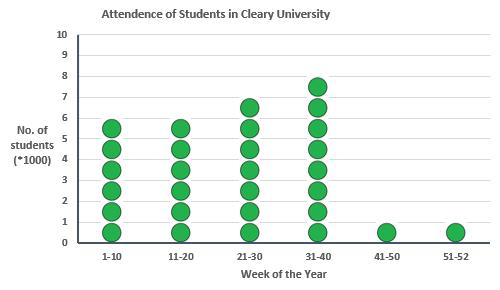 Attendence of Students in Cleary University
10
9
8
7
6
5
4
3
2
1
0
No. of
students
(*1000)
1-10 11-20 21-30 31-40 41-50 51-52
Week of the Year